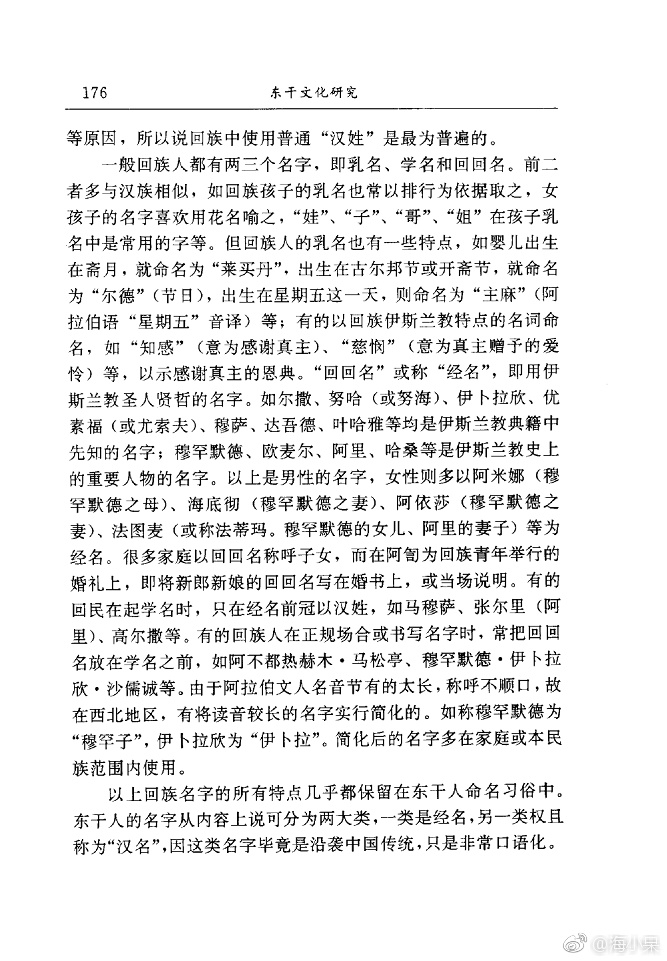 176
东干文化研究
等原因，所以说回族中使用普通“汉姓”是最为普遍的。
一般回族人都有两三个名字，即乳名、学名和回回名。前二
者多与汉族相似，如回族孩子的乳名也常以排行为依据取之，女
孩子的名字喜欢用花名喻之，“娃”、“子”、“哥”、“姐”在孩子乳
名中是常用的字等。但回族人的乳名也有一些特点，如婴儿出生
在斋月，就命名为“莱买丹”，出生在古尔邦节或开斋节，就命名
为“尔德”（节日），出生在星期五这一天，则命名为“主麻”（阿
拉伯语“星期五”音译）等；有的以回族伊斯兰教特点的名词命
名，如“知感”（意为感谢真主）、“慈悯”（意为真主赠予的爱
怜）等，以示感谢真主的恩典。“回回名”或称“经名”，即用伊
斯兰教圣人贤哲的名字。如尔撒、努哈（或努海）、伊卜拉欣、优
素福（或尤索夫）、穆萨、达吾德、叶哈雅等均是伊斯兰教典籍中
先知的名字；穆罕默德、欧麦尔、阿里、哈桑等是伊斯兰教史上
的重要人物的名字。以上是男性的名字，女性则多以阿米娜（穆
罕默德之母）、海底彻（穆罕默德之妻）、阿依莎（穆罕默德之
妻）、法图麦（或称法蒂玛。穆罕默德的女儿、阿里的妻子）等为
经名。很多家庭以回回名称呼子女，而在阿訇为回族青年举行的
婚礼上，即将新郎新娘的回回名写在婚书上，或当场说明。有的
回民在起学名时，只在经名前冠以汉姓，如马穆萨、张尔里（阿
里）、高尔撒等。有的回族人在正规场合或书写名字时，常把回回
名放在学名之前，如阿不都热赫木·马松亭、穆罕默德·伊卜拉
欣·沙儒诚等。由于阿拉伯文人名音节有的太长，称呼不顺口，故
在西北地区，有将读音较长的名字实行简化的。如称穆罕默德为
“穆罕子”，伊卜拉欣为“伊卜拉”。简化后的名字多在家庭或本民
族范围内使用。
以上回族名字的所有特点几乎都保留在东干人命名习俗中。
东干人的名字从内容上说可分为两大类，一类是经名，另一类权且
称为“汉名”，因这类名字毕竟是沿袭中国传统，只是非常口语化。
@海小呆